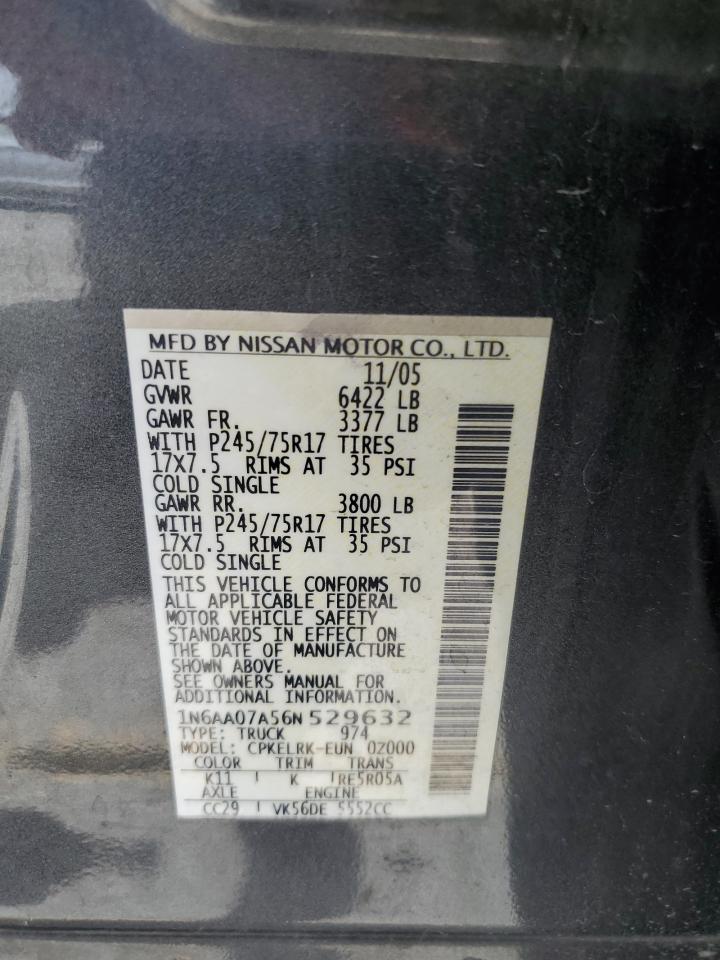 MFD BY NISSAN MOTOR CO., LTD.
DATE 11/05
GVWR 6422 LB
GAWR FR. 3377 LB
WITH P245/75R17 TIRES
17X7.5 RIMS AT 35 PSI
COLD SINGLE
GAWR RR. 3800 LB
WITH P245/75R17 TIRES
17X7.5 RIMS AT 35 PSI
COLD SINGLE
THIS VEHICLE CONFORMS TO
ALL APPLICABLE FEDERAL
MOTOR VEHICLE SAFETY
STANDARDS IN EFFECT ON
THE DATE OF MANUFACTURE
SHOWN ABOVE.
SEE OWNERS MANUAL FOR
ADDITIONAL INFORMATION.
1N6AA07A56N529632
TYPE: TRUCK 974
MODEL: CPKELRK-EUN 0Z000
COLOR TRIM TRANS
K11 K RE5R05A
AXLE ENGINE
CC29 VK56DE 5552CC